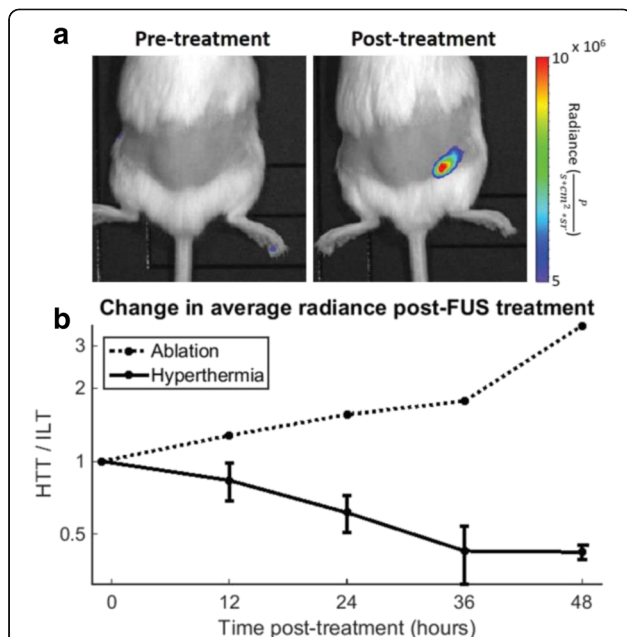 a
Pre-treatment
Post-treatment
10 x 10⁶
Radiance (P / s*cm²*sr)
5
b
Change in average radiance post-FUS treatment
Ablation
Hyperthermia
HTT / ILT
3
2
1
0.5
0 12 24 36 48
Time post-treatment (hours)